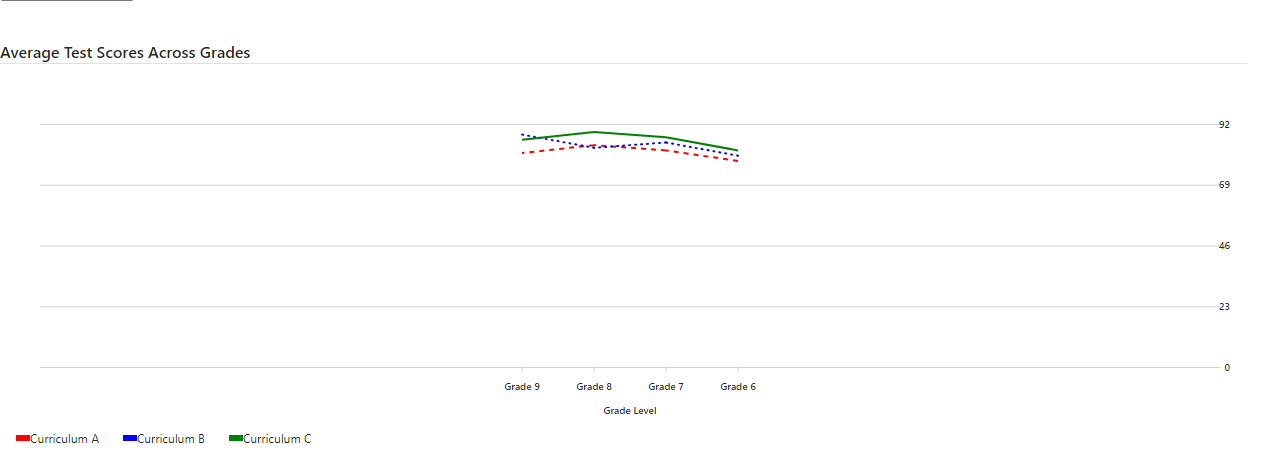 Average Test Scores Across Grades
92
69
46
23
0
Grade 9 Grade 8 Grade 7 Grade 6
Grade Level
Curriculum A Curriculum B Curriculum C